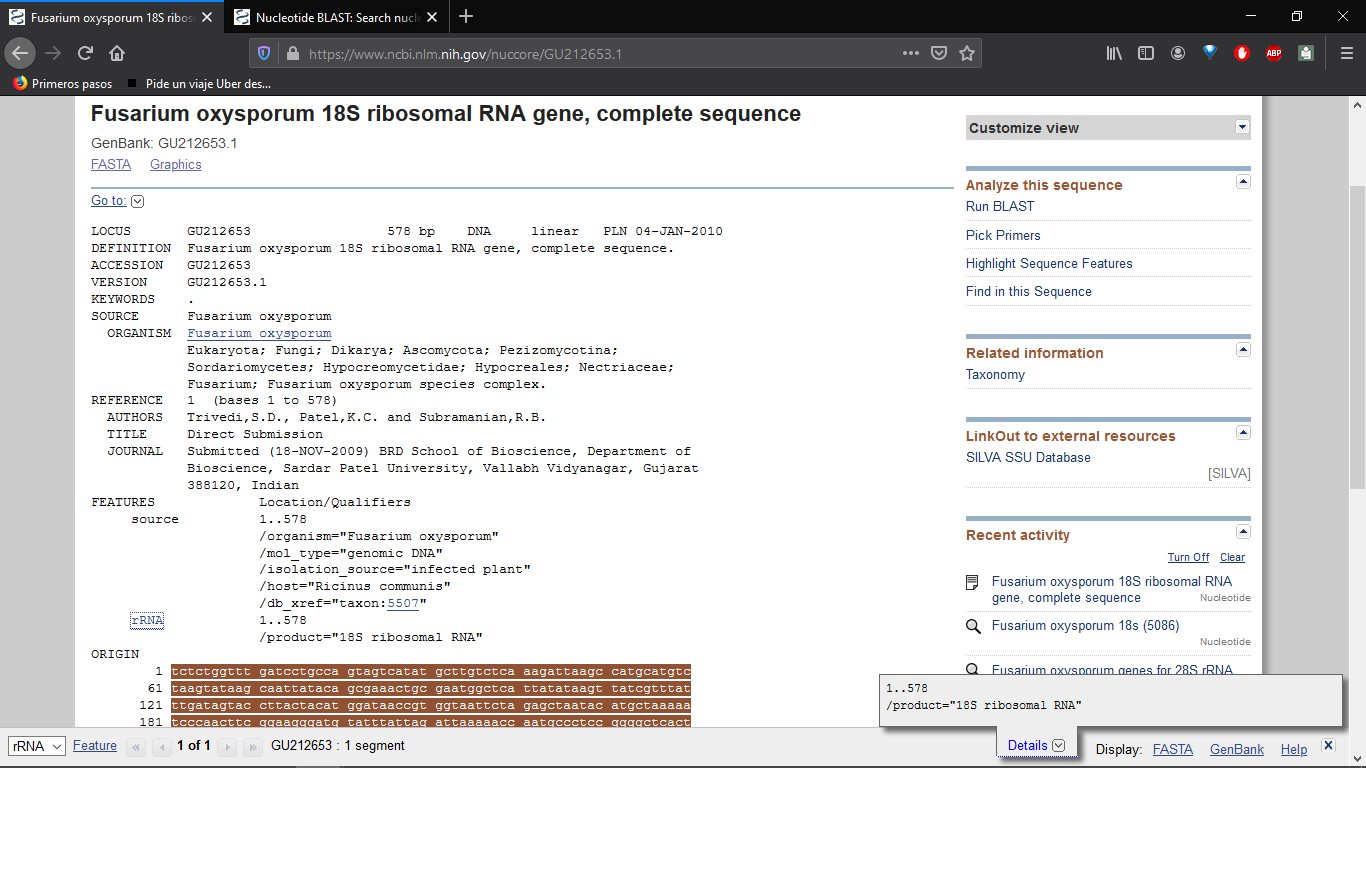 Fusarium oxysporum 18S ribos
Nucleotide BLAST: Search nucle
https://www.ncbi.nlm.nih.gov/nuccore/GU212653.1
ABP
Primeros pasos
Pide un viaje Uber des...
Fusarium oxysporum 18S ribosomal RNA gene, complete sequence
GenBank: GU212653.1
FASTA Graphics
Go to:
LOCUS GU212653 578 bp DNA linear PLN 04-JAN-2010
DEFINITION Fusarium oxysporum 18S ribosomal RNA gene, complete sequence.
ACCESSION GU212653
VERSION GU212653.1
KEYWORDS .
SOURCE Fusarium oxysporum
ORGANISM Fusarium oxysporum
Eukaryota; Fungi; Dikarya; Ascomycota; Pezizomycotina;
Sordariomycetes; Hypocreomycetidae; Hypocreales; Nectriaceae;
Fusarium; Fusarium oxysporum species complex.
REFERENCE 1 (bases 1 to 578)
AUTHORS Trivedi,S.D., Patel,K.C. and Subramanian,R.B.
TITLE Direct Submission
JOURNAL Submitted (18-NOV-2009) BRD School of Bioscience, Department of
Bioscience, Sardar Patel University, Vallabh Vidyanagar, Gujarat
388120, Indian
FEATURES Location/Qualifiers
source 1..578
/organism="Fusarium oxysporum"
/mol_type="genomic DNA"
/isolation_source="infected plant"
/host="Ricinus communis"
/db_xref="taxon:5507"
rRNA 1..578
/product="18S ribosomal RNA"
ORIGIN
1 tctctggttt gatcctgcca gtagtcatat gcttgtctca aagattaagc catgcatgtc
61 taagtataag caattataca gcgaaactgc gaatggctca ttatataagt tatcgtttat
121 ttgatagtac cttactacat ggataaccgt ggtaattcta gagctaatac atgctaaaaa
181 tcccaacttc ggaagggatg tatttattag attaaaaacc aatgccctcc ggggctcact
Customize view
Analyze this sequence
Run BLAST
Pick Primers
Highlight Sequence Features
Find in this Sequence
Related information
Taxonomy
LinkOut to external resources
SILVA SSU Database
[SILVA]
Recent activity
Turn Off Clear
Fusarium oxysporum 18S ribosomal RNA
gene, complete sequence Nucleotide
Fusarium oxysporum 18s (5086)
Nucleotide
Fusarium oxysporum genes for 28S rRNA
1..578
/product="18S ribosomal RNA"
rRNA Feature 1 of 1 GU212653 : 1 segment Details Display: FASTA GenBank Help